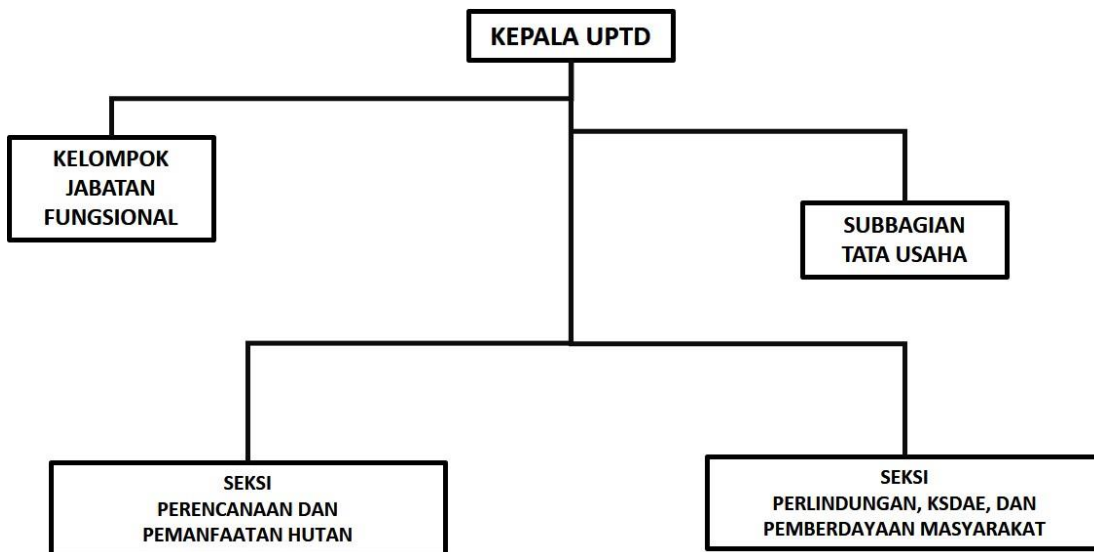 KEPALA UPTD
KELOMPOK
JABATAN
FUNGSIONAL
SUBBAGIAN
TATA USAHA
SEKSI
PERENCANAAN DAN
PEMANFAATAN HUTAN
SEKSI
PERLINDUNGAN, KSDAE, DAN
PEMBERDAYAAN MASYARAKAT